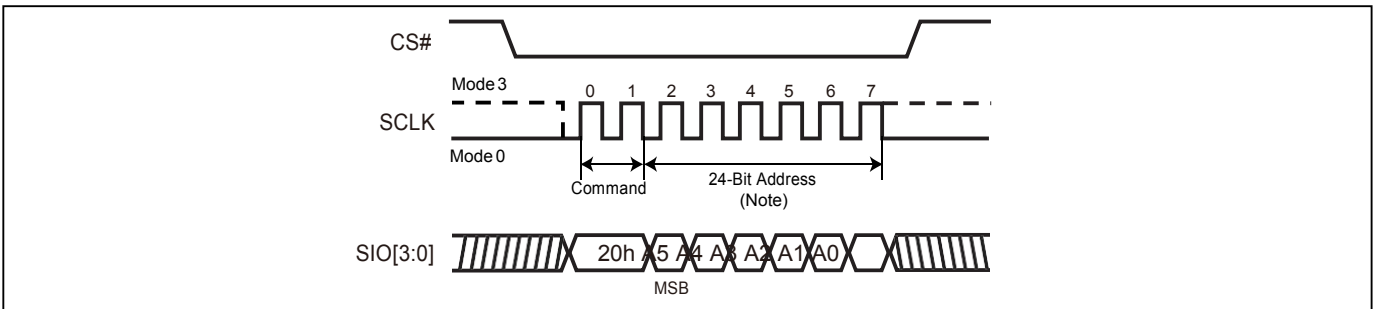 CS#
Mode 3
0 1 2 3 4 5 6 7
SCLK
Mode 0
Command
24-Bit Address
(Note)
SIO[3:0]
20h A5 A4 A3 A2 A1 A0
MSB